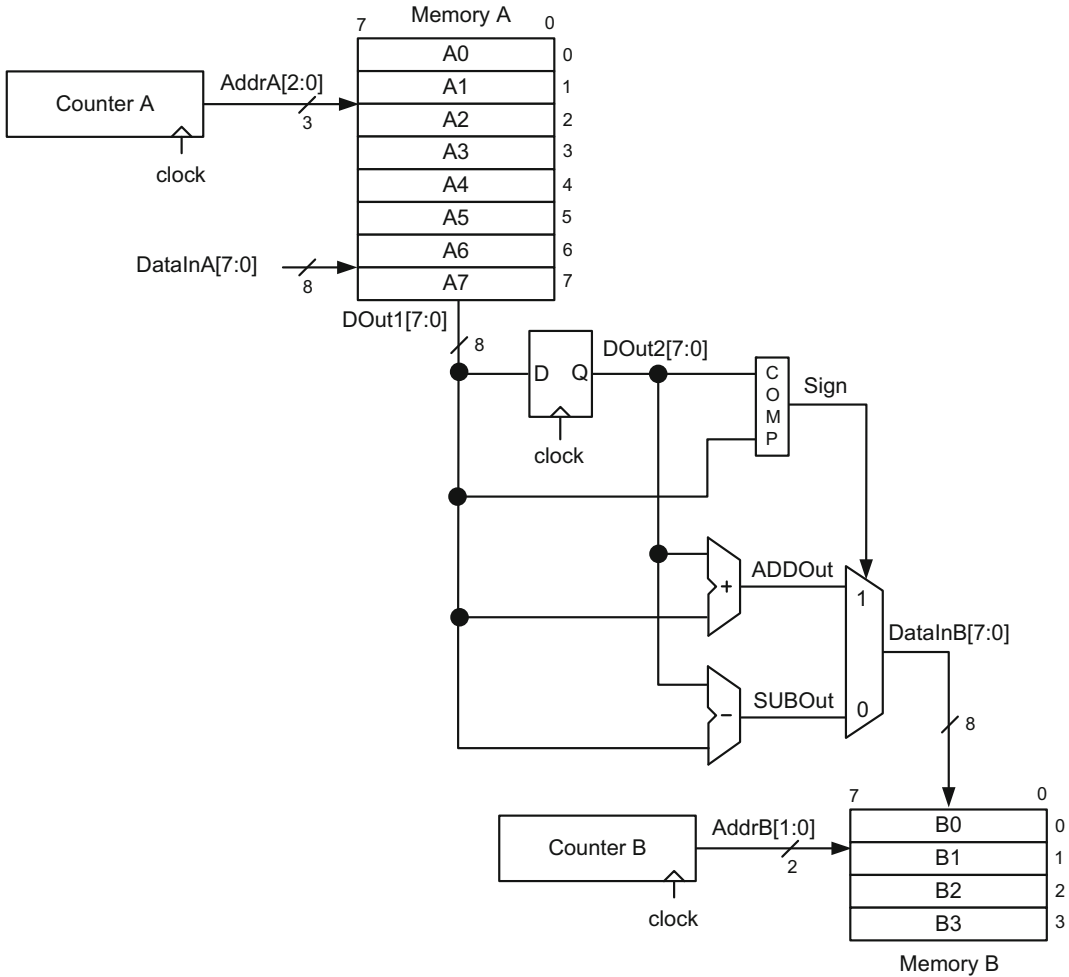 Memory A
7 0
A0 0
A1 1
A2 2
A3 3
A4 4
A5 5
A6 6
A7 7
Counter A
clock
AddrA[2:0]
3
DataInA[7:0]
8
DOut1[7:0]
8
D Q
clock
DOut2[7:0]
COMP
Sign
+
ADDOut
-
SUBOut
1
0
DataInB[7:0]
8
Counter B
clock
AddrB[1:0]
2
7 0
B0 0
B1 1
B2 2
B3 3
Memory B